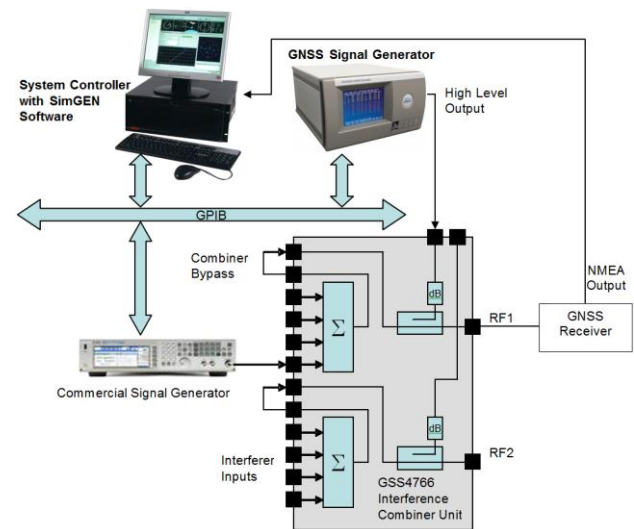 GNSS Signal Generator
System Controller
with SimGEN
Software
High Level
Output
GPIB
Combiner
Bypass
NMEA
Output
dB
Σ
RF1
GNSS
Receiver
Commercial Signal Generator
dB
Interferer
Inputs
Σ
RF2
GSS4766
Interference
Combiner Unit